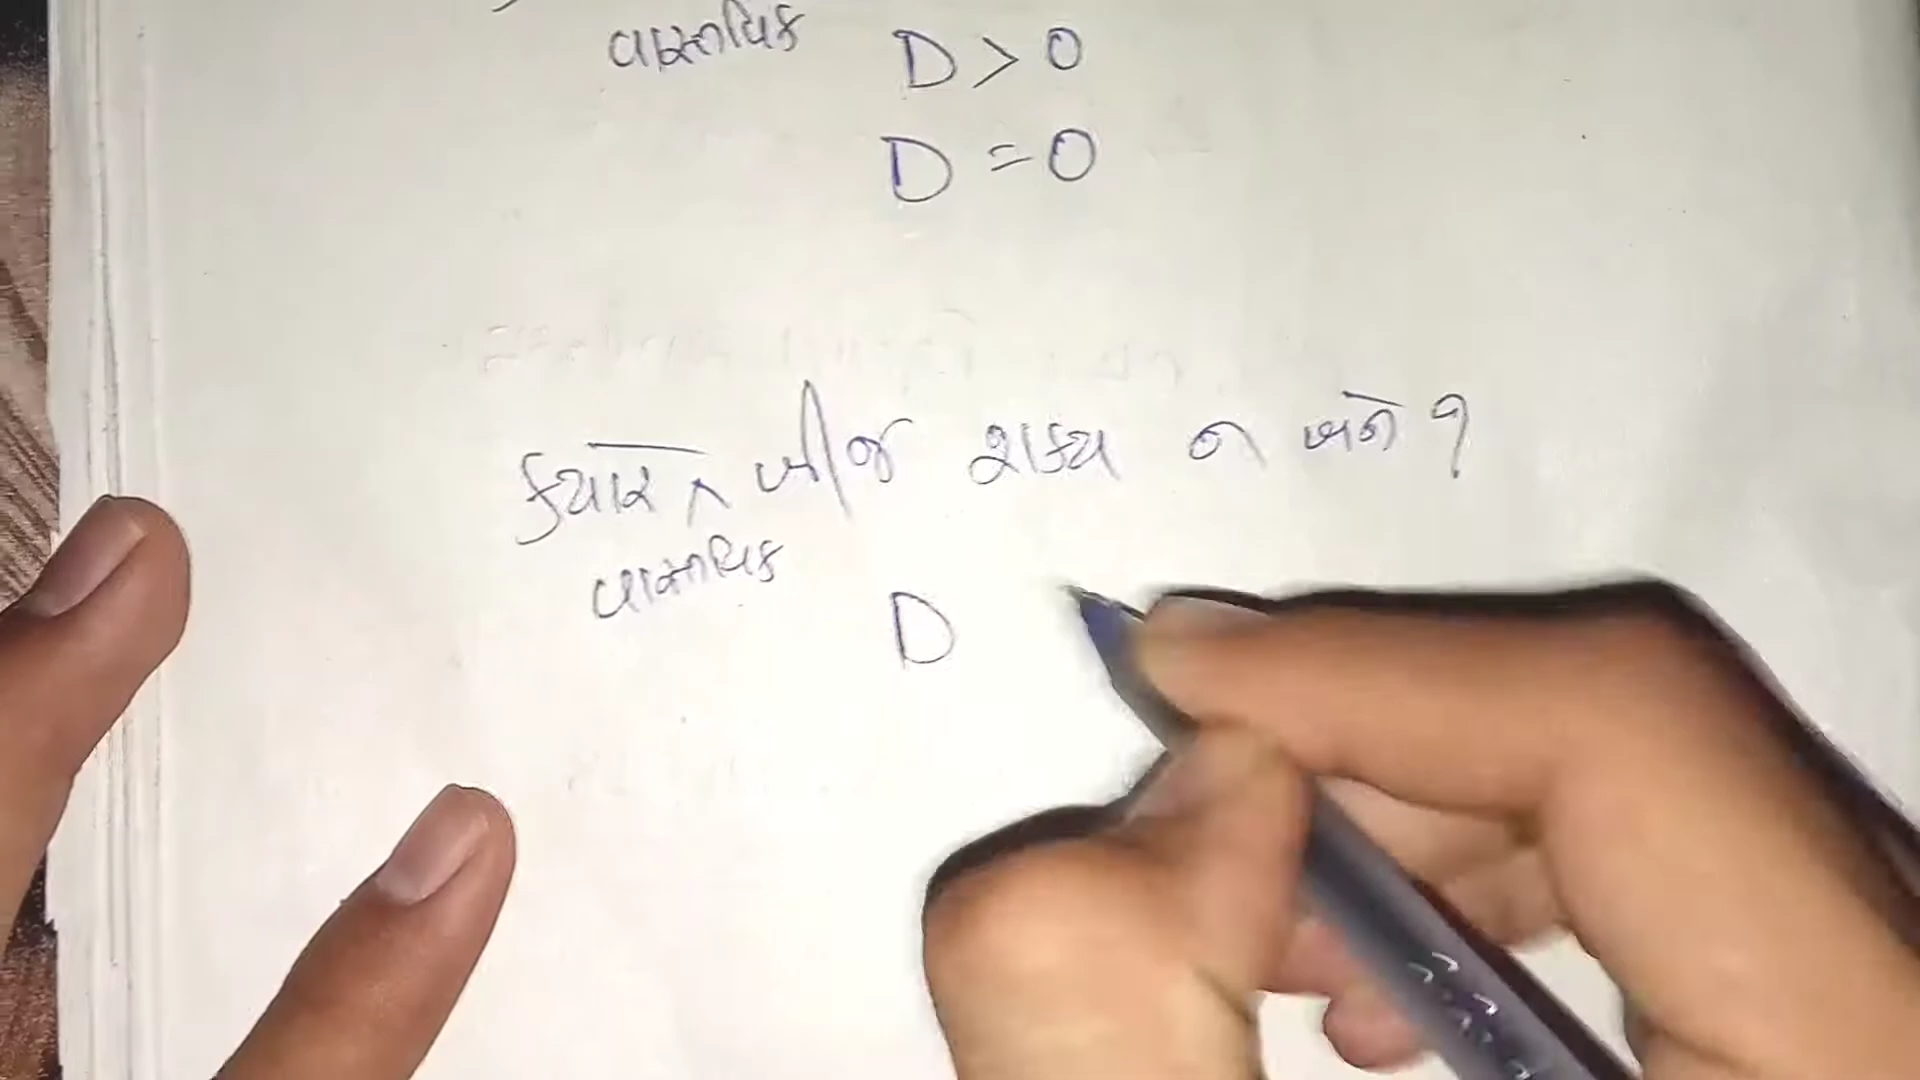 વાસ્તવિક D > 0
D = 0
ક્યારે ^ બીજ શક્ય ન બને ?
વાસ્તવિક
D